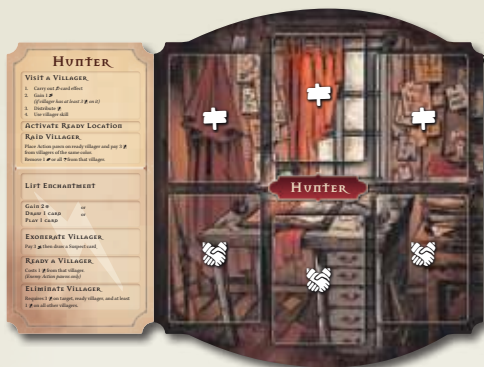 Hunter
Visit a Villager
1. Carry out card effect
2. Gain 1
(if villager has at least 3 on it)
3. Distribute
4. Use villager skill
Activate Ready Location
Raid Villager
Place Action pawn on ready villager and pay 3
from villagers of the same color.
Remove 1 or all from that villager.
Lift Enchantment
Gain 2 or
Draw 1 card or
Play 1 card
Exonerate Villager
Pay 1 then draw a Suspect card
Ready a Villager
Costs 1 from that villager.
(Enemy Action pawns only)
Eliminate Villager
Requires 5 on target, ready villager, and at least
1 on all other villagers.
Hunter